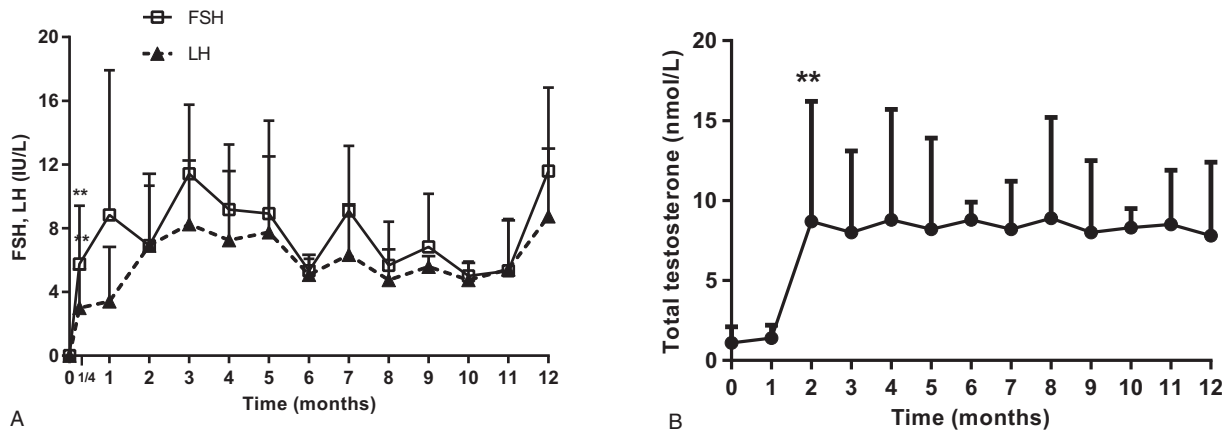 FSH
LH
20
16
12
8
4
0
FSH, LH (IU/L)
**
**
0 1/4 1 2 3 4 5 6 7 8 9 10 11 12
Time (months)
A
20
15
10
5
0
Total testosterone (nmol/L)
**
0 1 2 3 4 5 6 7 8 9 10 11 12
Time (months)
B